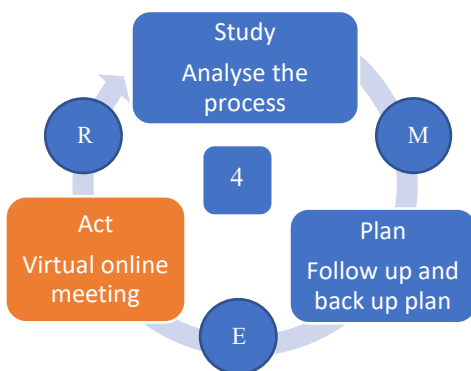 Study
Analyse the
process
R
M
4
Act
Virtual online
meeting
Plan
Follow up and
back up plan
E